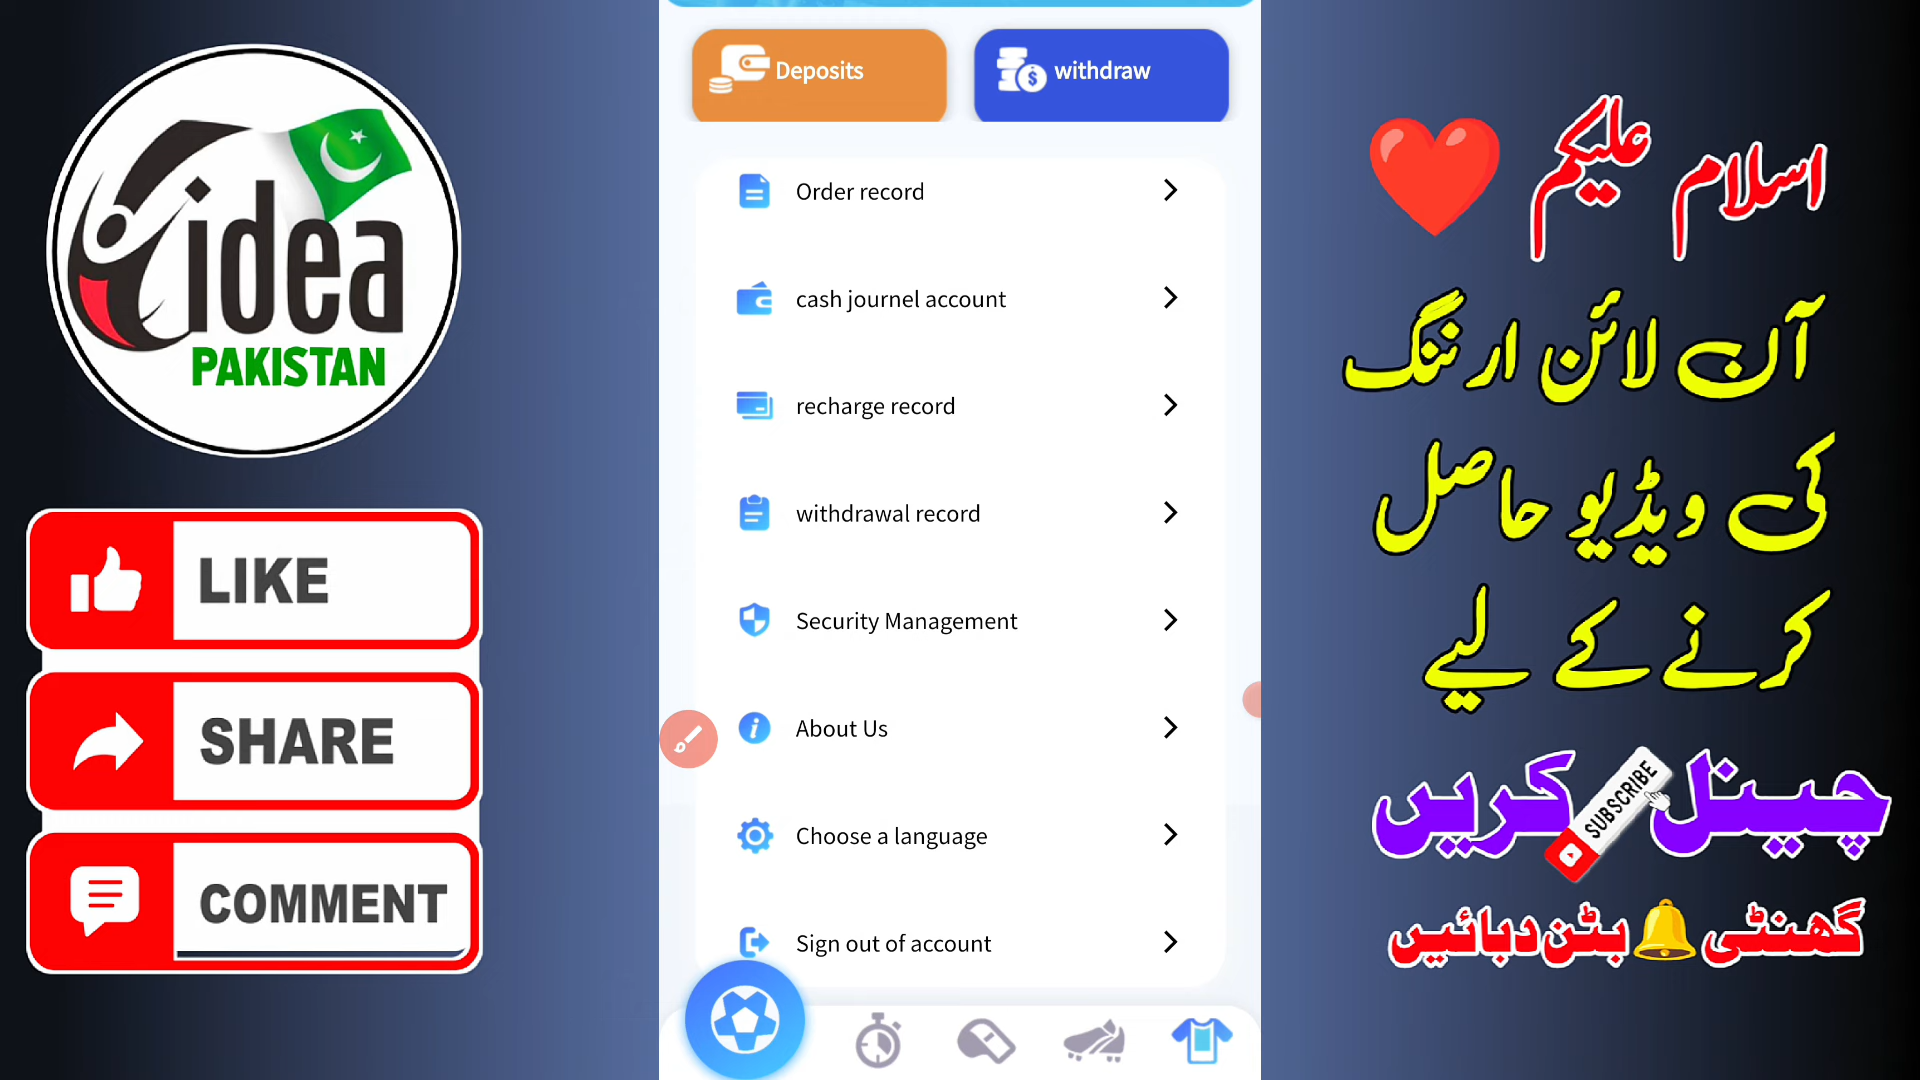 idea
PAKISTAN
LIKE
SHARE
COMMENT
Deposits
withdraw
Order record
cash journel account
recharge record
withdrawal record
Security Management
About Us
Choose a language
Sign out of account
اسلام علیکم
آن لائن ارننگ
کی ویڈیو حاصل
کرنے کے لیے
چینل SUBSCRIBE کریں
گھنٹی بٹن دبائیں